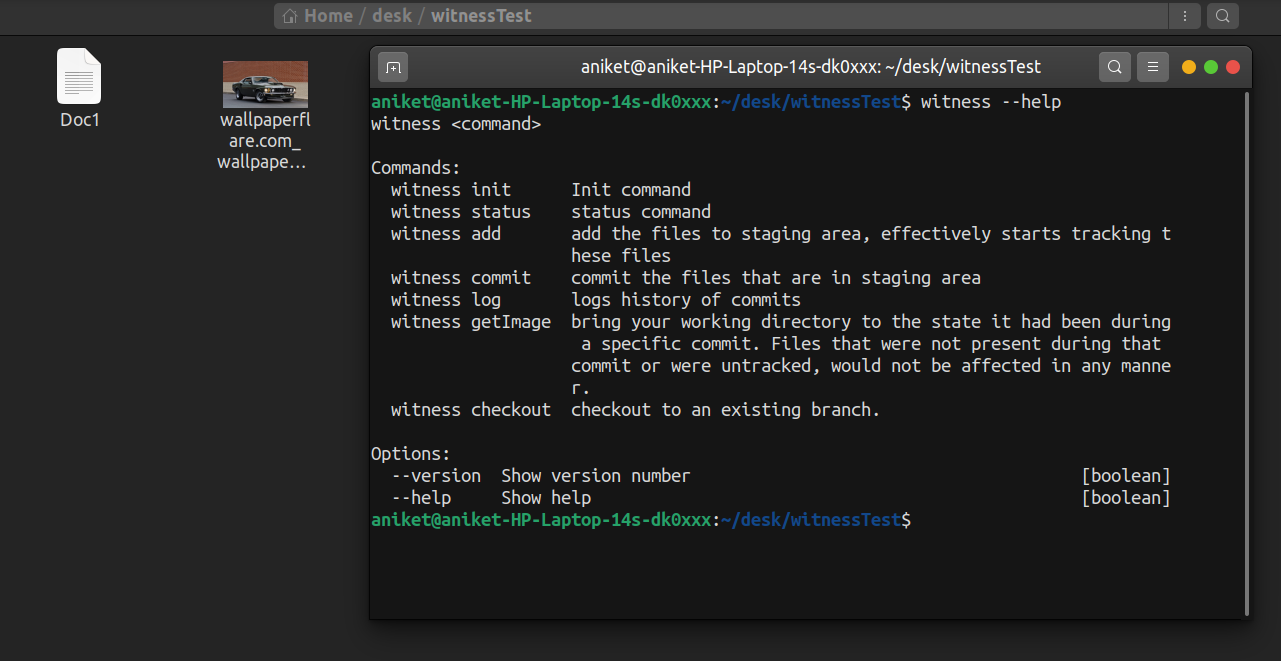 Home / desk / witnessTest
Doc1
wallpaperfl
are.com_
wallpape…
aniket@aniket-HP-Laptop-14s-dk0xxx: ~/desk/witnessTest
aniket@aniket-HP-Laptop-14s-dk0xxx:~/desk/witnessTest$ witness --help
witness <command>
Commands:
witness init Init command
witness status status command
witness add add the files to staging area, effectively starts tracking t
hese files
witness commit commit the files that are in staging area
witness log logs history of commits
witness getImage bring your working directory to the state it had been during
a specific commit. Files that were not present during that
commit or were untracked, would not be affected in any manne
r.
witness checkout checkout to an existing branch.
Options:
--version Show version number [boolean]
--help Show help [boolean]
aniket@aniket-HP-Laptop-14s-dk0xxx:~/desk/witnessTest$